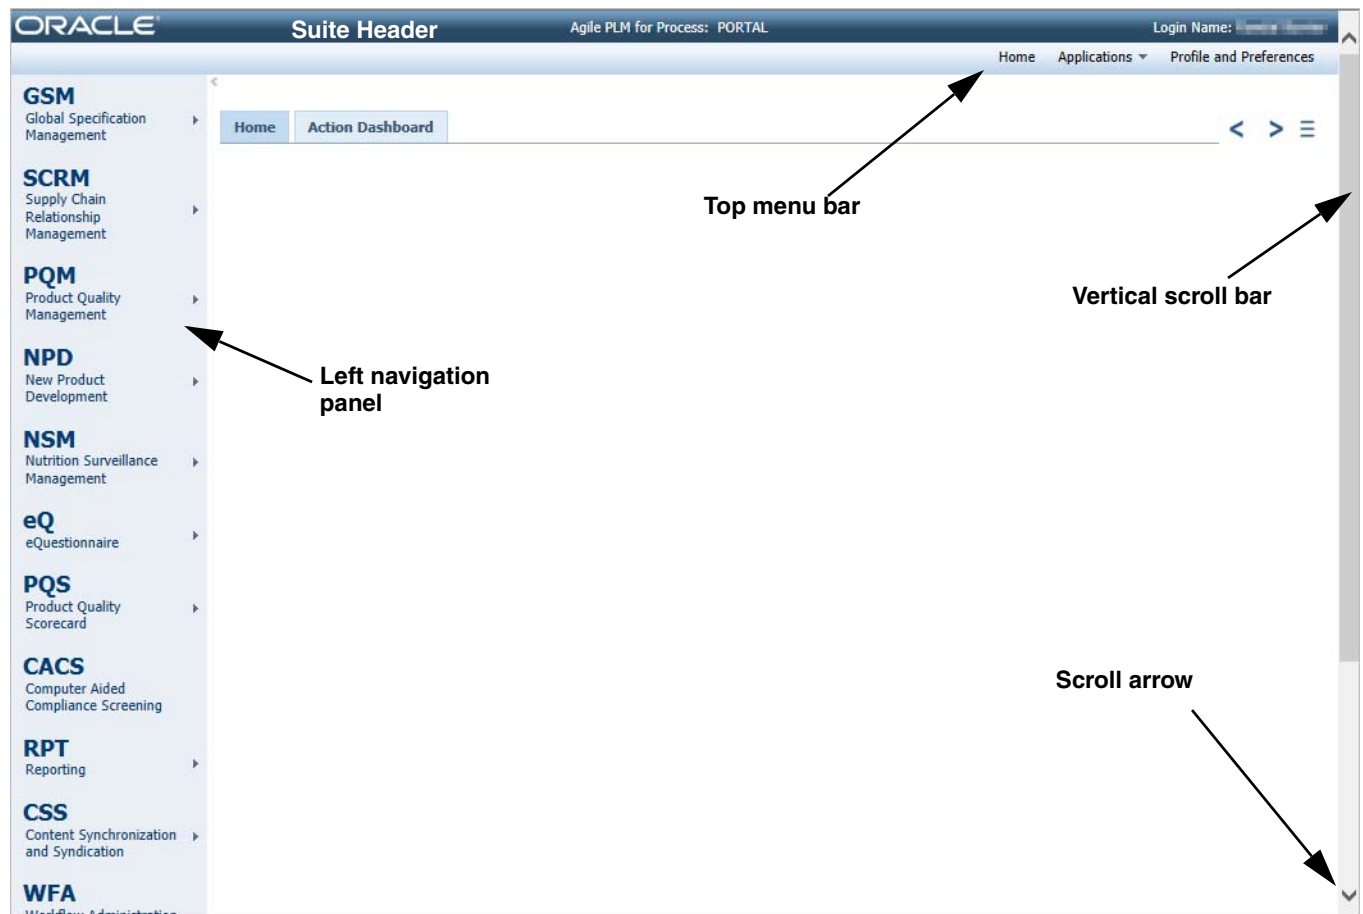 ORACLE
Suite Header
Agile PLM for Process: PORTAL
Login Name:
Home Applications Profile and Preferences
GSM
Global Specification
Management
Home Action Dashboard
SCRM
Supply Chain
Relationship
Management
Top menu bar
PQM
Product Quality
Management
Vertical scroll bar
NPD
New Product
Development
Left navigation
panel
NSM
Nutrition Surveillance
Management
eQ
eQuestionnaire
PQS
Product Quality
Scorecard
CACS
Computer Aided
Compliance Screening
Scroll arrow
RPT
Reporting
CSS
Content Synchronization
and Syndication
WFA
Workflow Administration